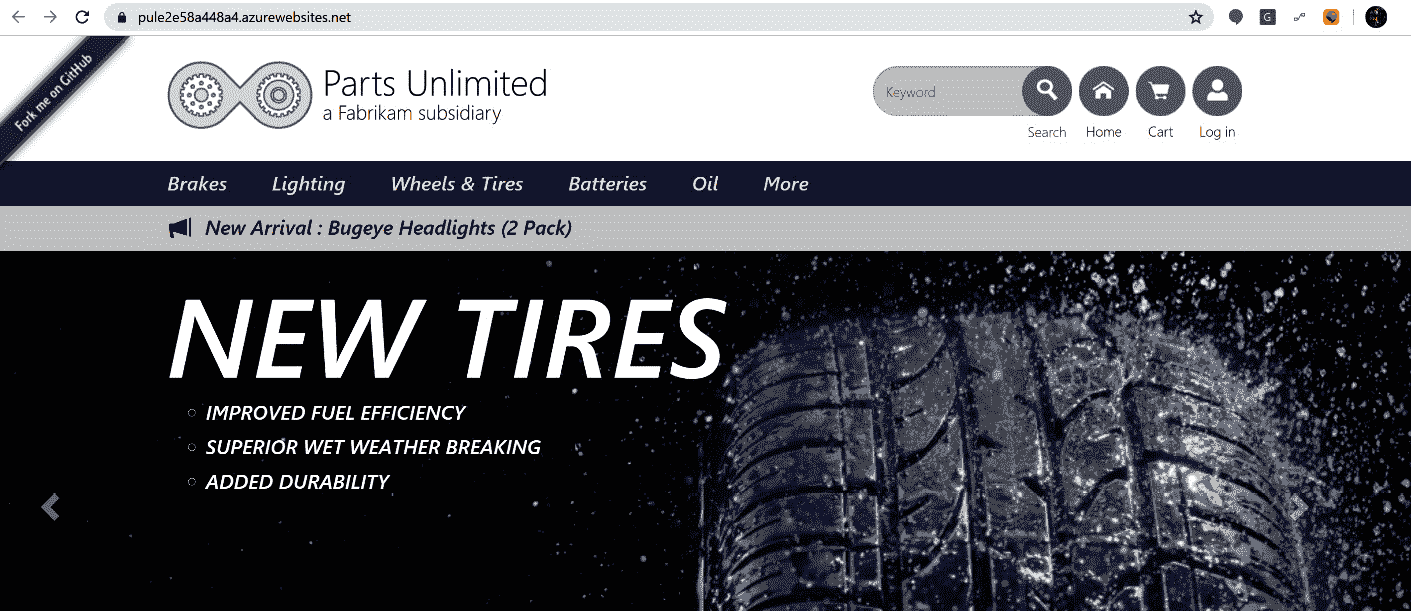 pule2e58a448a4.azurewebsites.net
G
Fork me on GitHub
Parts Unlimited
a Fabrikam subsidiary
Keyword
Search Home Cart Log in
Brakes Lighting Wheels & Tires Batteries Oil More
New Arrival : Bugeye Headlights (2 Pack)
NEW TIRES
IMPROVED FUEL EFFICIENCY
SUPERIOR WET WEATHER BREAKING
ADDED DURABILITY